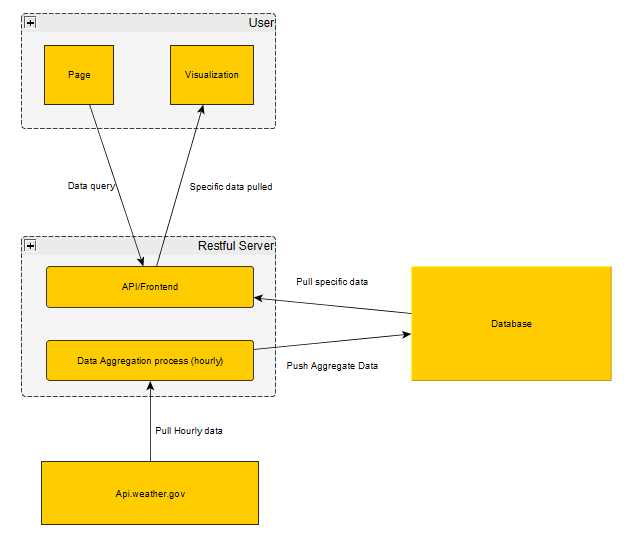 User
Page
Visualization
Data query
Specific data pulled
Restful Server
API/Frontend
Pull specific data
Database
Data Aggregation process (hourly)
Push Aggregate Data
Pull Hourly data
Api.weather.gov